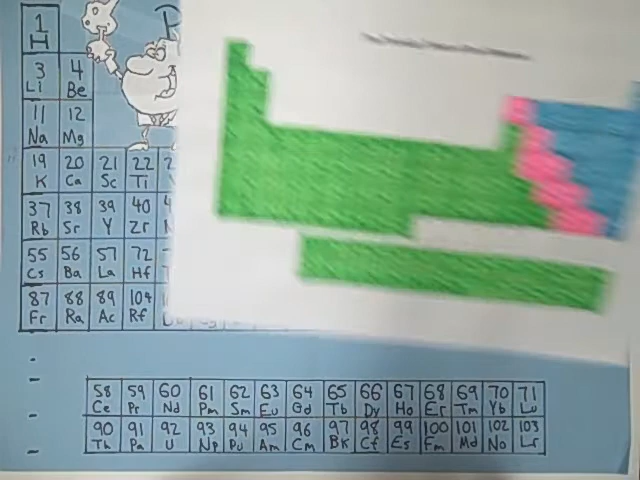 1
H
3 4
Li Be
11 12
Na Mg
19 20 21 22
K Ca Sc Ti
37 38 39 40
Rb Sr Y Zr
55 56 57 72
Cs Ba La Hf
87 88 89 104
Fr Ra Ac Rf
58 59 60 61 62 63 64 65 66 67 68 69 70 71
Ce Pr Nd Pm Sm Eu Gd Tb Dy Ho Er Tm Yb Lu
90 91 92 93 94 95 96 97 98 99 100 101 102 103
Th Pa U Np Pu Am Cm Bk Cf Es Fm Md No Lr